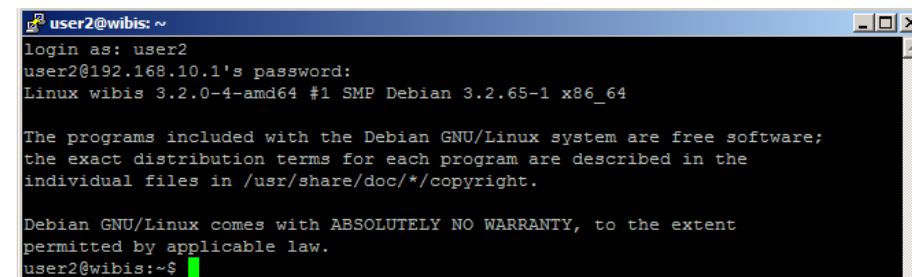 user2@wibis: ~
login as: user2
user2@192.168.10.1's password:
Linux wibis 3.2.0-4-amd64 #1 SMP Debian 3.2.65-1 x86_64
The programs included with the Debian GNU/Linux system are free software;
the exact distribution terms for each program are described in the
individual files in /usr/share/doc/*/copyright.
Debian GNU/Linux comes with ABSOLUTELY NO WARRANTY, to the extent
permitted by applicable law.
user2@wibis:~$